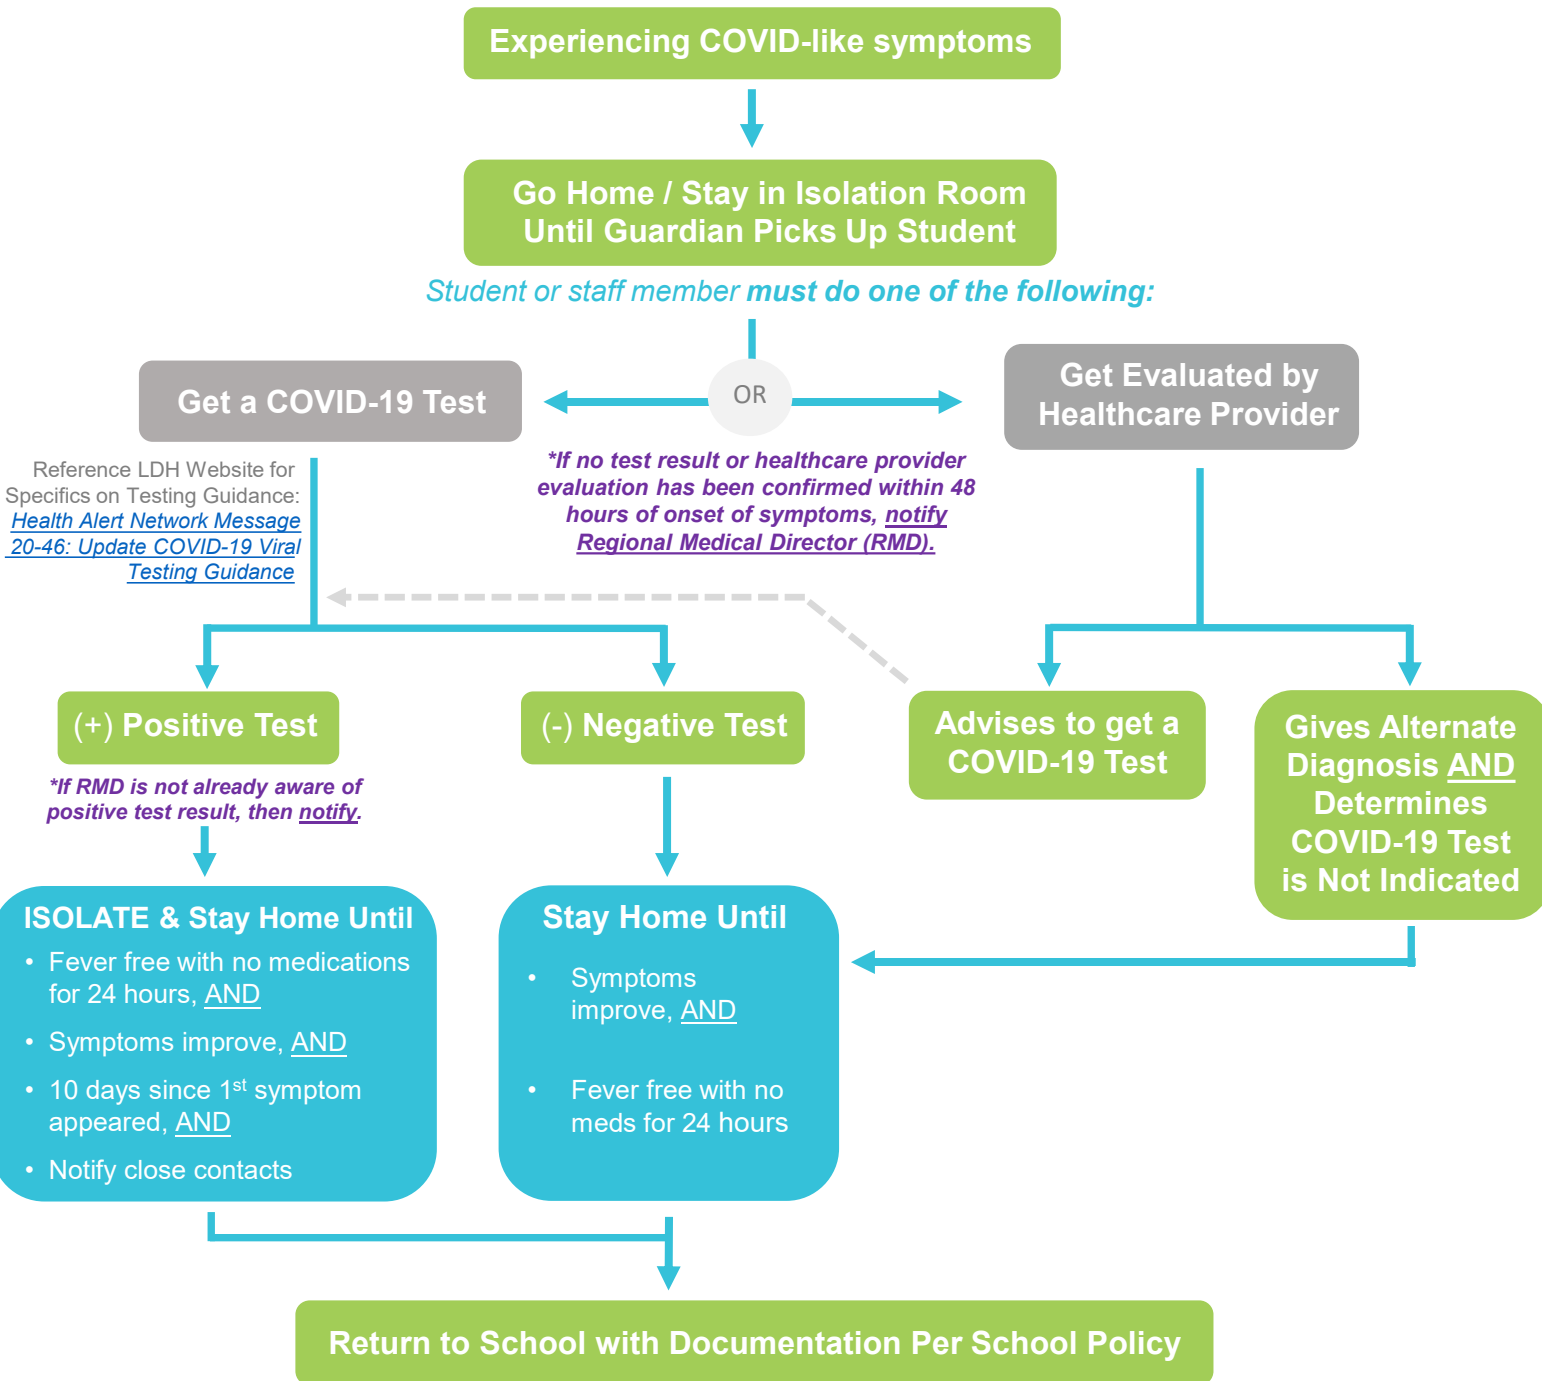 Experiencing COVID-like symptoms
Go Home / Stay in Isolation Room
Until Guardian Picks Up Student
Student or staff member must do one of the following:
Get a COVID-19 Test
OR
Get Evaluated by
Healthcare Provider
Reference LDH Website for
Specifics on Testing Guidance:
Health Alert Network Message
20-46: Update COVID-19 Viral
Testing Guidance
*If no test result or healthcare provider
evaluation has been confirmed within 48
hours of onset of symptoms, notify
Regional Medical Director (RMD).
(+) Positive Test
(-) Negative Test
Advises to get a
COVID-19 Test
Gives Alternate
Diagnosis AND
Determines
COVID-19 Test
is Not Indicated
*If RMD is not already aware of
positive test result, then notify.
ISOLATE & Stay Home Until
• Fever free with no medications
for 24 hours, AND
• Symptoms improve, AND
• 10 days since 1st symptom
appeared, AND
• Notify close contacts
Stay Home Until
• Symptoms
improve, AND
• Fever free with no
meds for 24 hours
Return to School with Documentation Per School Policy